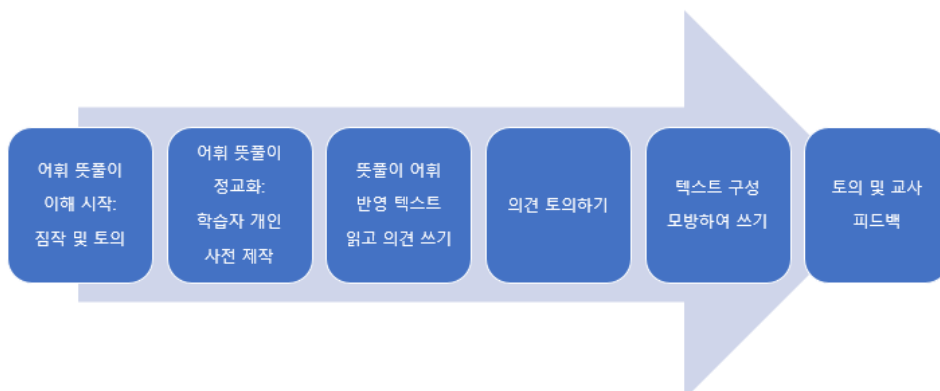 어휘 뜻풀이
이해 시작:
짐작 및 토의
어휘 뜻풀이
정교화:
학습자 개인
사전 제작
뜻풀이 어휘
반영 텍스트
읽고 의견 쓰기
의견 토의하기
텍스트 구성
모방하여 쓰기
토의 및 교사
피드백